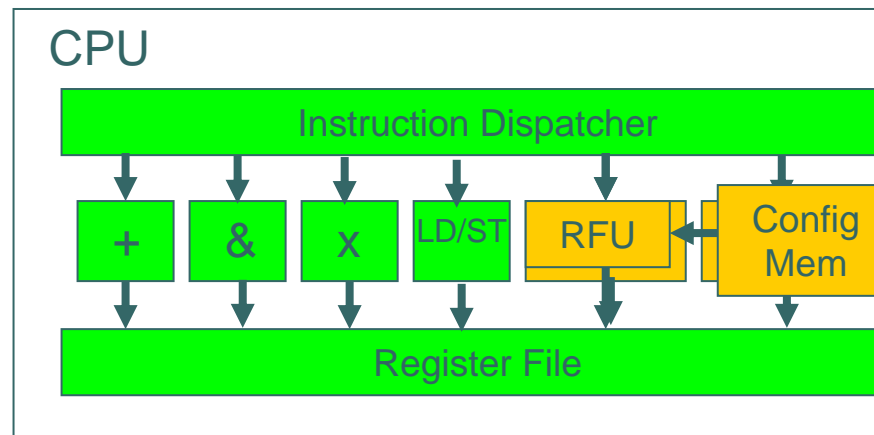 CPU
Instruction Dispatcher
+
&
x
LD/ST
RFU
Config
Mem
Register File